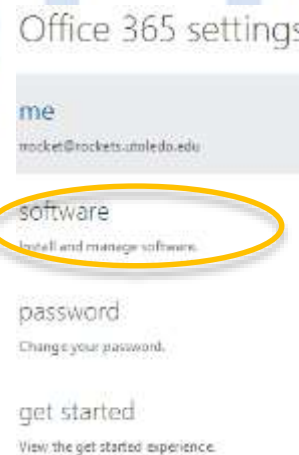 Office 365 settings
me
rrocket@rockets.utoledo.edu
software
Install and manage software.
password
Change your password.
get started
View the get started experience.